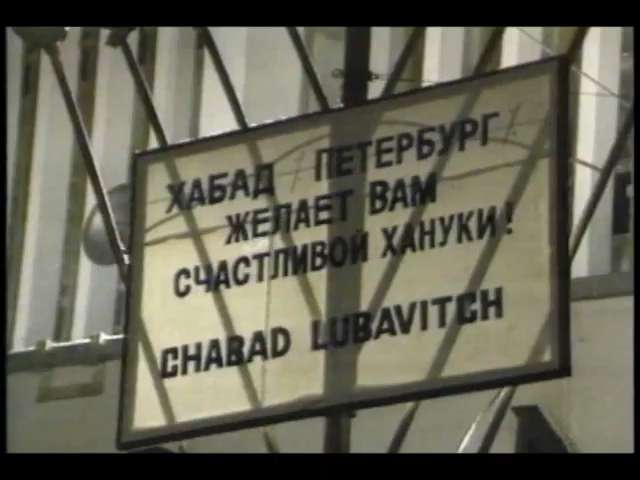 ХАБАД ПЕТЕРБУРГ
ЖЕЛАЕТ ВАМ
СЧАСТЛИВОЙ ХАНУКИ!
CHABAD LUBAVITCH